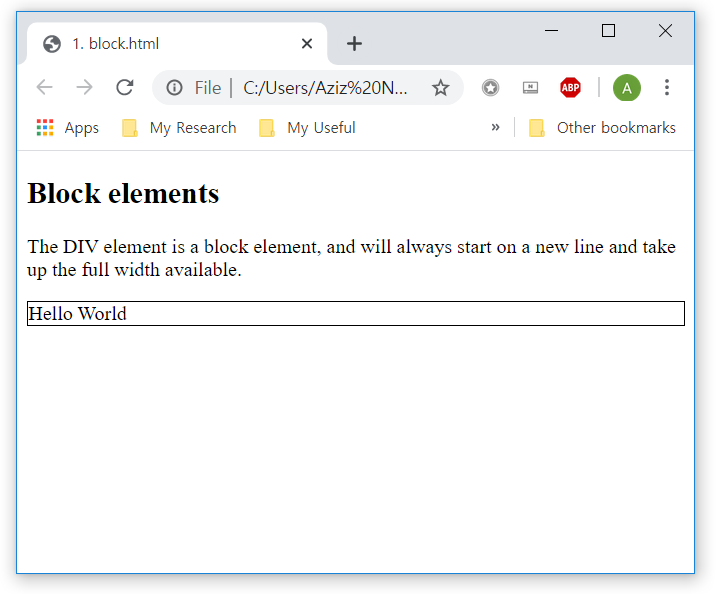 1. block.html
File | C:/Users/Aziz%20N...
ABP
A
Apps My Research My Useful » Other bookmarks
Block elements
The DIV element is a block element, and will always start on a new line and take
up the full width available.
Hello World